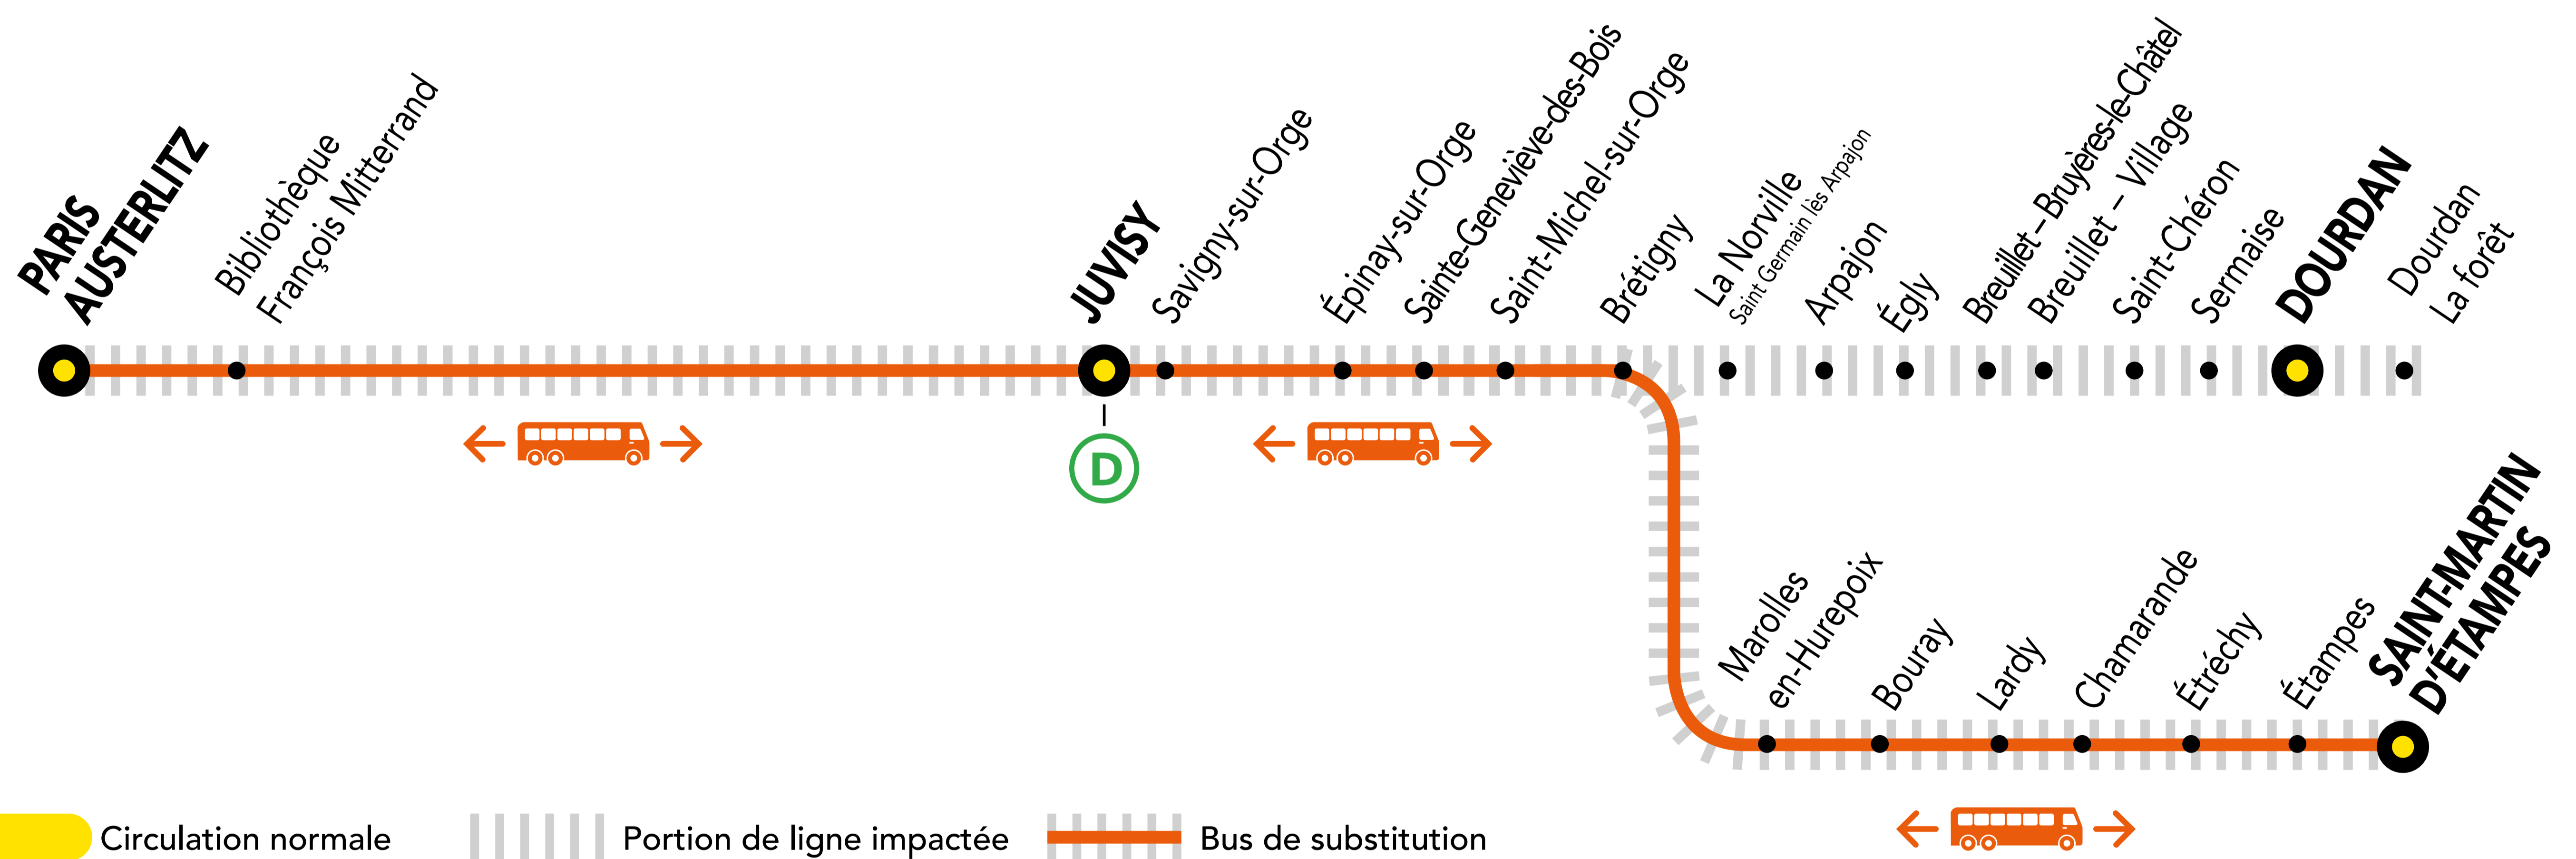 PARIS
AUSTERLITZ
Bibliothèque
François Mitterrand
JUVISY
Savigny-sur-Orge
Épinay-sur-Orge
Sainte-Geneviève-des-Bois
Saint-Michel-sur-Orge
Brétigny
La Norville
Saint Germain lès Arpajon
Arpajon
Égly
Breuillet – Bruyères-le-Châtel
Breuillet – Village
Saint-Chéron
Sermaise
DOURDAN
Dourdan
La forêt
D
Marolles
en-Hurepoix
Bouray
Lardy
Chamarande
Étréchy
Étampes
SAINT-MARTIN
D'ÉTAMPES
Circulation normale
Portion de ligne impactée
Bus de substitution